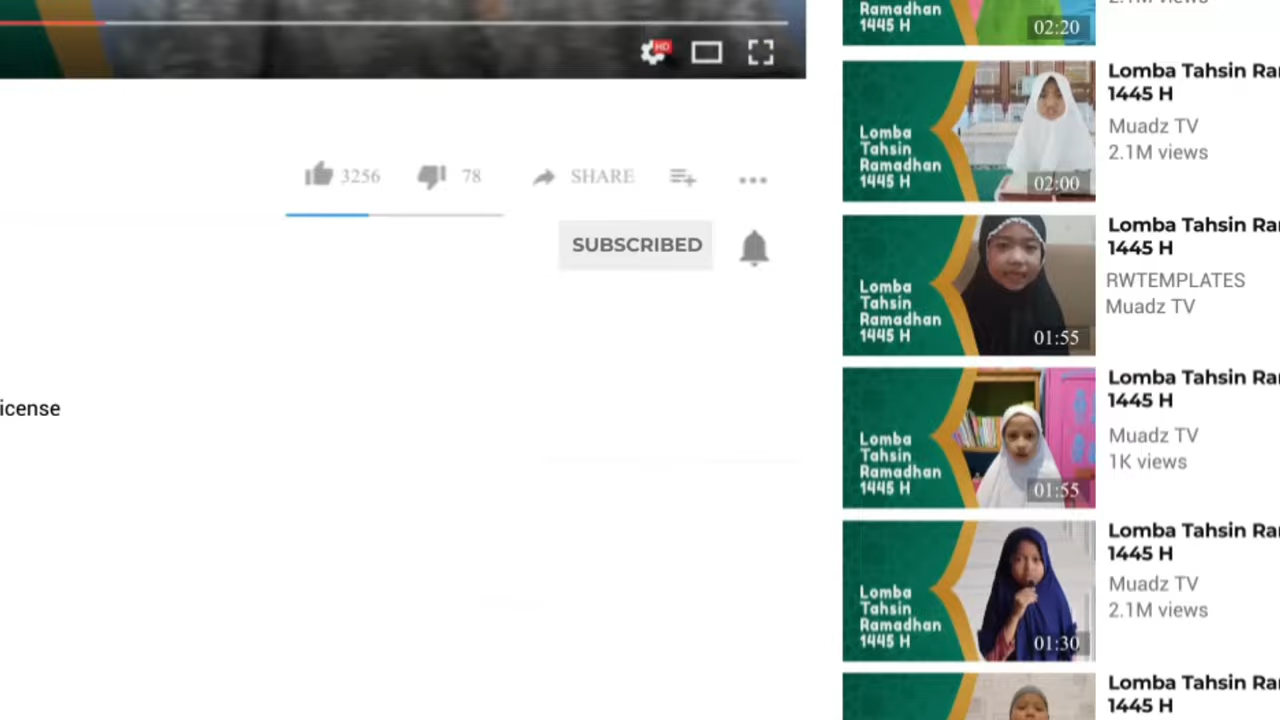 HD
3256
78
SHARE
SUBSCRIBED
icense
Ramadhan
1445 H
02:20
Lomba
Tahsin
Ramadhan
1445 H
02:00
Lomba Tahsin Ra
1445 H
Muadz TV
2.1M views
Lomba
Tahsin
Ramadhan
1445 H
01:55
Lomba Tahsin Ra
1445 H
RWTEMPLATES
Muadz TV
Lomba
Tahsin
Ramadhan
1445 H
01:55
Lomba Tahsin Ra
1445 H
Muadz TV
1K views
Lomba
Tahsin
Ramadhan
1445 H
01:30
Lomba Tahsin Ra
1445 H
Muadz TV
2.1M views
Lomba Tahsin Ra
1445 H